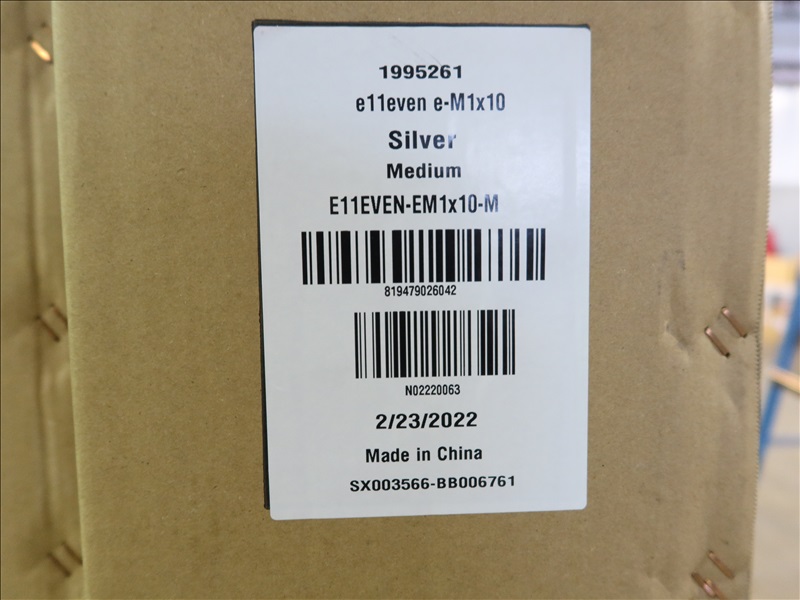 1995261
e11even e-M1x10
Silver
Medium
E11EVEN-EM1x10-M
819479026042
N02220063
2/23/2022
Made in China
SX003566-BB006761